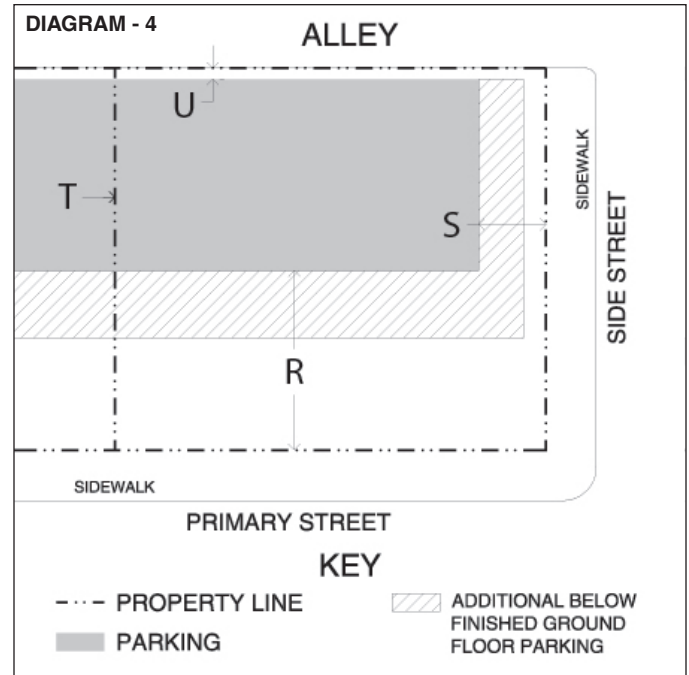 DIAGRAM - 4
ALLEY
U
T
S
SIDEWALK
SIDE STREET
R
SIDEWALK
PRIMARY STREET
KEY
PROPERTY LINE
PARKING
ADDITIONAL BELOW
FINISHED GROUND
FLOOR PARKING